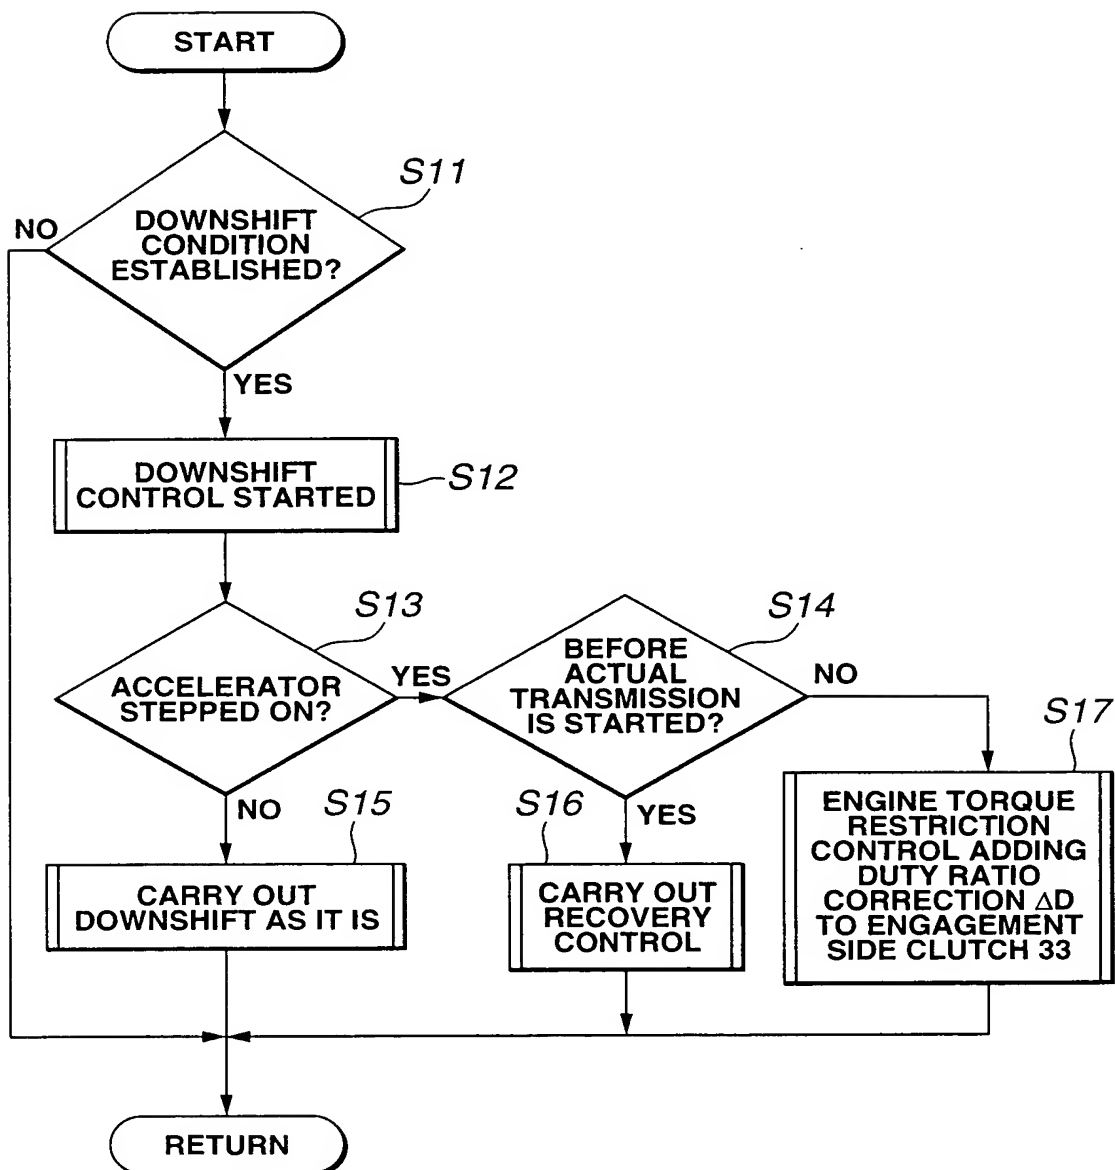 START
S11
NO
DOWNSHIFT
CONDITION
ESTABLISHED?
YES
DOWNSHIFT
CONTROL STARTED
S12
S13
ACCELERATOR
STEPPED ON?
YES
NO
S14
BEFORE
ACTUAL
TRANSMISSION
IS STARTED?
NO
YES
S15
CARRY OUT
DOWNSHIFT AS IT IS
S16
CARRY OUT
RECOVERY
CONTROL
S17
ENGINE TORQUE
RESTRICTION
CONTROL ADDING
DUTY RATIO
CORRECTION ΔD
TO ENGAGEMENT
SIDE CLUTCH 33
RETURN